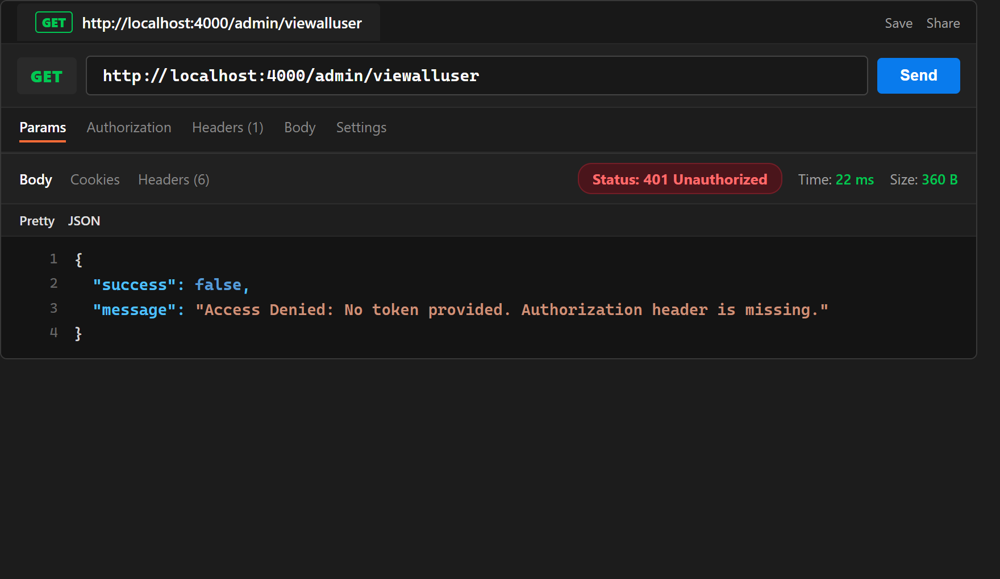 GET http://localhost:4000/admin/viewalluser Save Share
GET http://localhost:4000/admin/viewalluser Send
Params Authorization Headers (1) Body Settings
Body Cookies Headers (6) Status: 401 Unauthorized Time: 22 ms Size: 360 B
Pretty JSON
1 {
2 "success": false,
3 "message": "Access Denied: No token provided. Authorization header is missing."
4 }